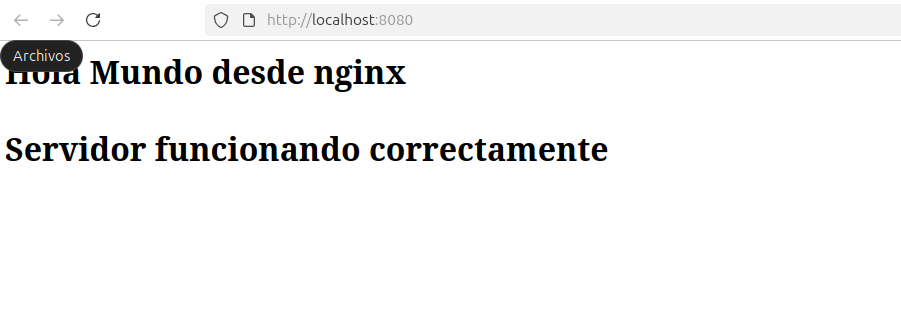 http://localhost:8080
Archivos
Hola Mundo desde nginx
Servidor funcionando correctamente